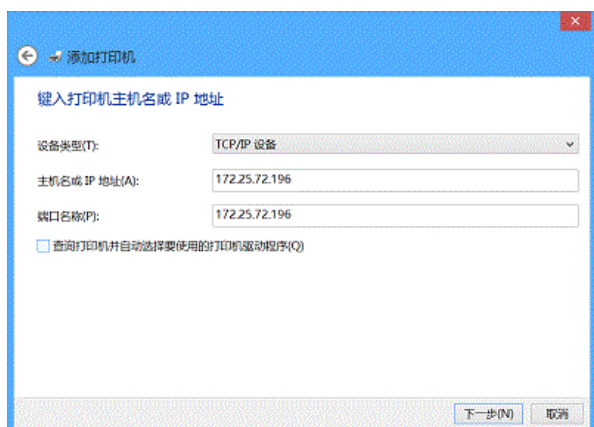 添加打印机
键入打印机主机名或 IP 地址
设备类型(T): TCP/IP 设备
主机名或 IP 地址(A): 172.25.72.196
端口名称(P): 172.25.72.196
查询打印机并自动选择要使用的打印机驱动程序(Q)
下一步(N) 取消